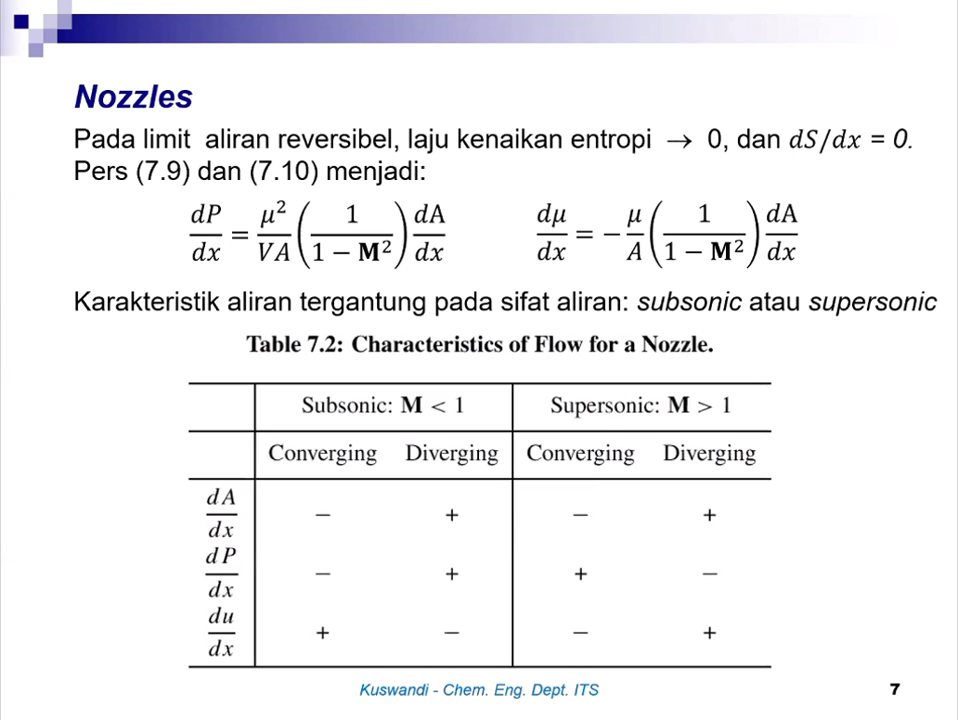 Nozzles
Pada limit aliran reversibel, laju kenaikan entropi → 0, dan dS/dx = 0.
Pers (7.9) dan (7.10) menjadi:
dP/dx = μ²/VA (1/(1 − M²)) dA/dx    dμ/dx = − μ/A (1/(1 − M²)) dA/dx
Karakteristik aliran tergantung pada sifat aliran: subsonic atau supersonic
Table 7.2: Characteristics of Flow for a Nozzle.
Subsonic: M < 1    Supersonic: M > 1
Converging    Diverging    Converging    Diverging
dA/dx    −    +    −    +
dP/dx    −    +    +    −
du/dx    +    −    −    +
Kuswandi - Chem. Eng. Dept. ITS    7